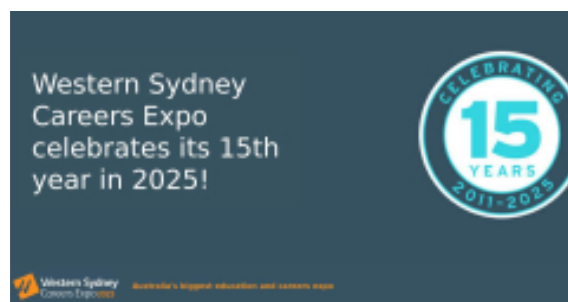 Western Sydney
Careers Expo
celebrates its 15th
year in 2025!
CELEBRATING
15
YEARS
2011-2025
Western Sydney
Careers Expo
Australia's biggest education and careers expo